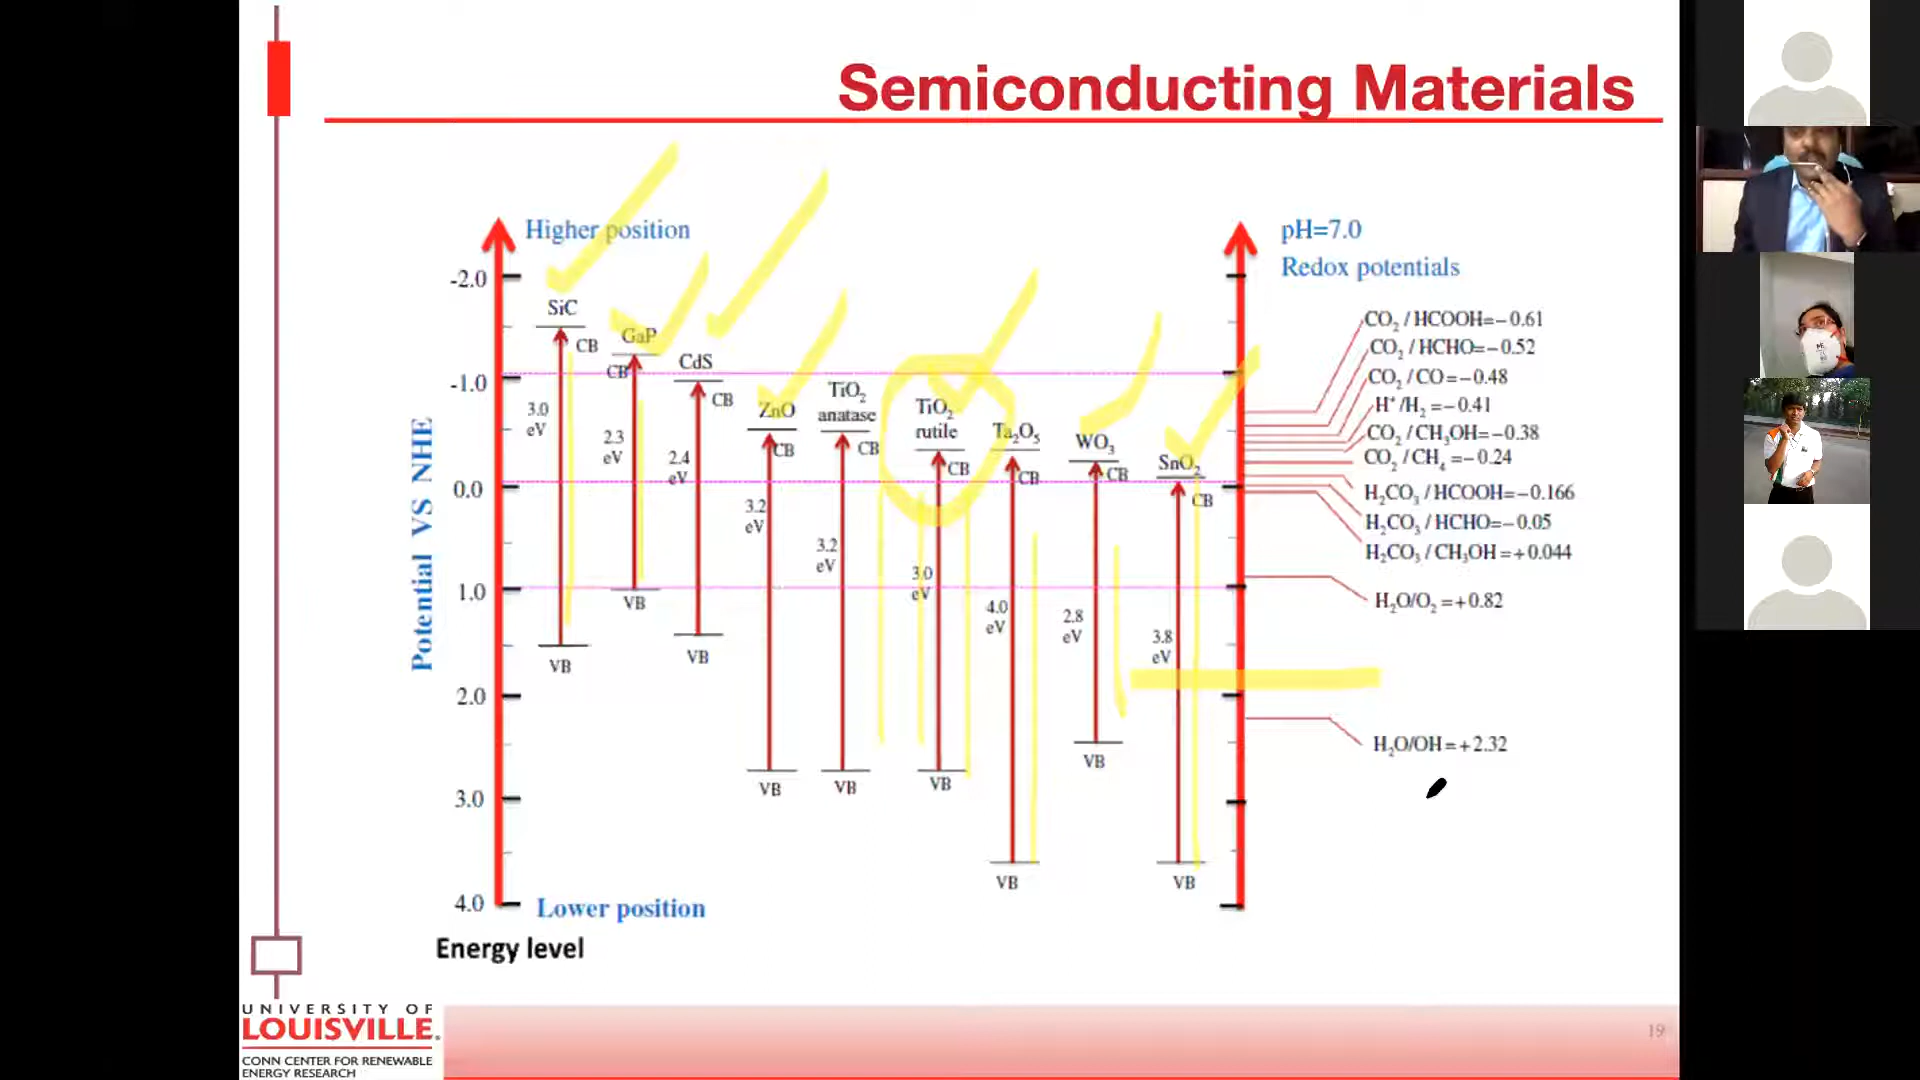 Semiconducting Materials
Higher position
pH=7.0
Redox potentials
Potential VS NHE
-2.0
-1.0
0.0
1.0
2.0
3.0
4.0
SiC
CB
3.0
eV
VB
GaP
CB
2.3
eV
VB
CdS
CB
2.4
eV
VB
ZnO
CB
3.2
eV
VB
TiO₂
anatase
CB
3.2
eV
VB
TiO₂
rutile
CB
3.0
eV
VB
Ta₂O₅
CB
4.0
eV
VB
WO₃
CB
2.8
eV
VB
SnO₂
CB
3.8
eV
VB
CO₂ / HCOOH=−0.61
CO₂ / HCHO=−0.52
CO₂ / CO=−0.48
H⁺/H₂ =−0.41
CO₂ / CH₃OH=−0.38
CO₂ / CH₄ =−0.24
H₂CO₃ / HCOOH=−0.166
H₂CO₃ / HCHO=−0.05
H₂CO₃ / CH₃OH =+0.044
H₂O/O₂ =+0.82
H₂O/OH =+2.32
Lower position
Energy level
UNIVERSITY OF
LOUISVILLE.
CONN CENTER FOR RENEWABLE
ENERGY RESEARCH
19